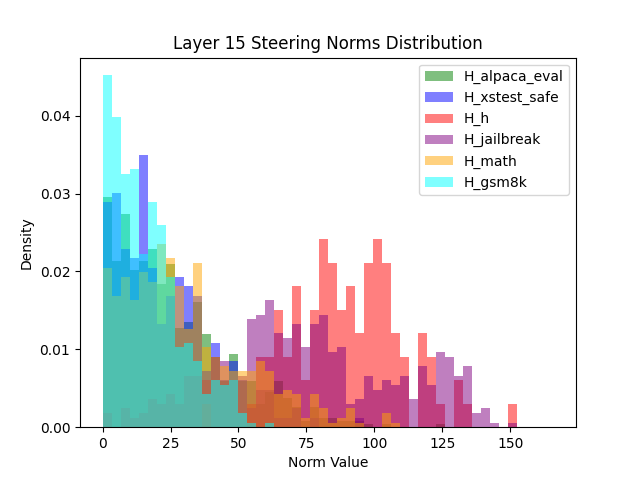 Layer 15 Steering Norms Distribution
H_alpaca_eval
H_xstest_safe
H_h
H_jailbreak
H_math
H_gsm8k
Density
0.04
0.03
0.02
0.01
0.00
0
25
50
75
100
125
150
Norm Value